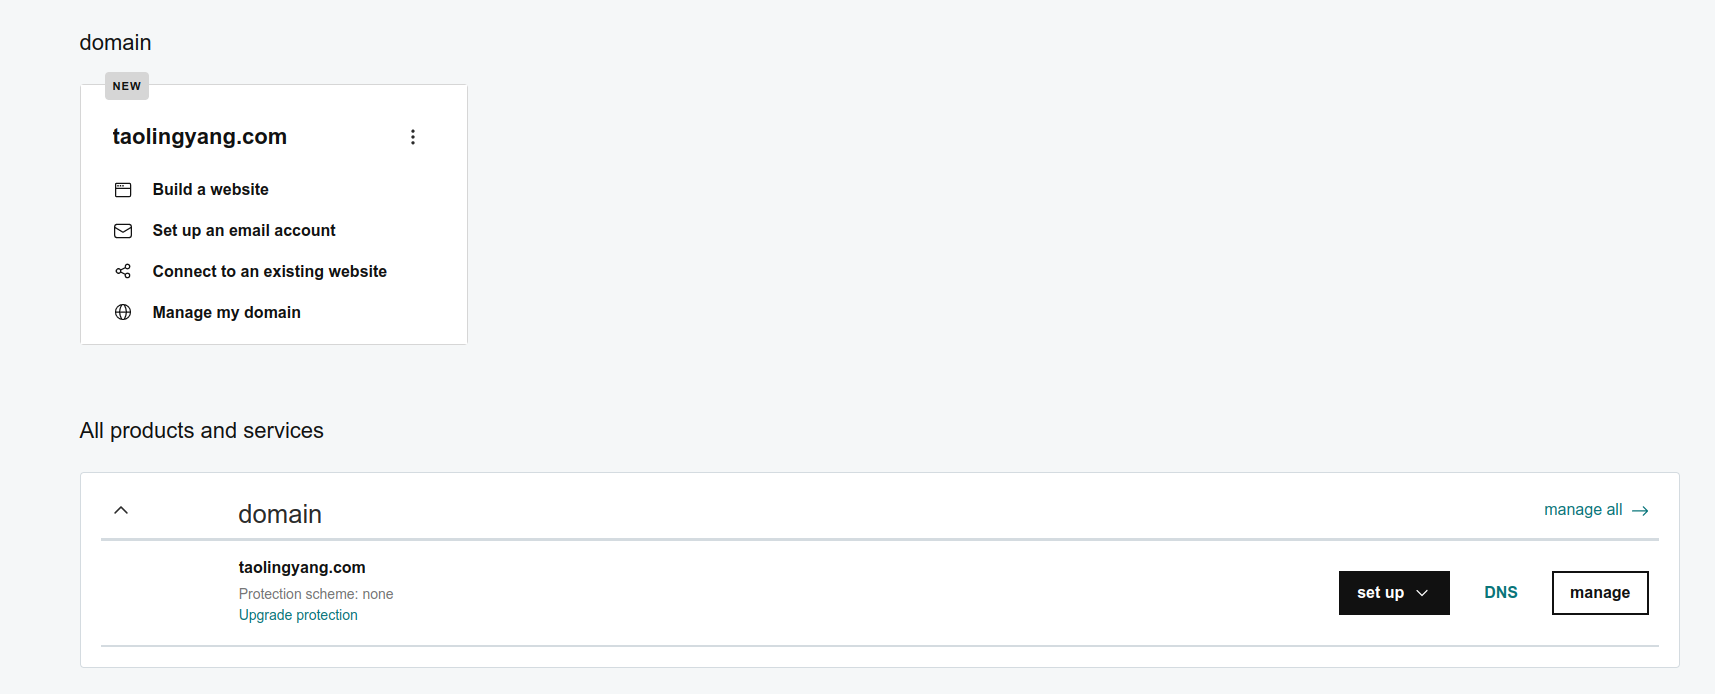 domain
NEW
taolingyang.com
Build a website
Set up an email account
Connect to an existing website
Manage my domain
All products and services
domain
manage all
taolingyang.com
Protection scheme: none
Upgrade protection
set up
DNS
manage